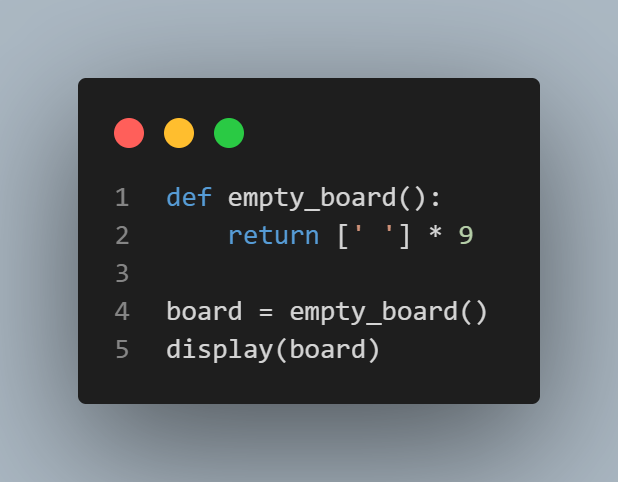 1 def empty_board():
2     return [' '] * 9
3
4 board = empty_board()
5 display(board)